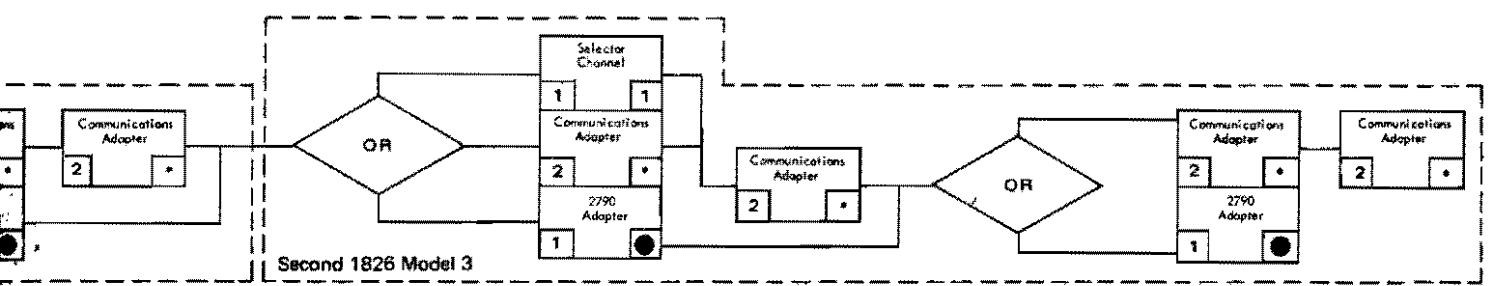 Communications
Adapter
2 *
*
*
OR
Selector
Channel
1 1
Communications
Adapter
2 *
2790
Adapter
1
Second 1826 Model 3
Communications
Adapter
2 *
OR
Communications
Adapter
2 *
2790
Adapter
1
Communications
Adapter
2 *